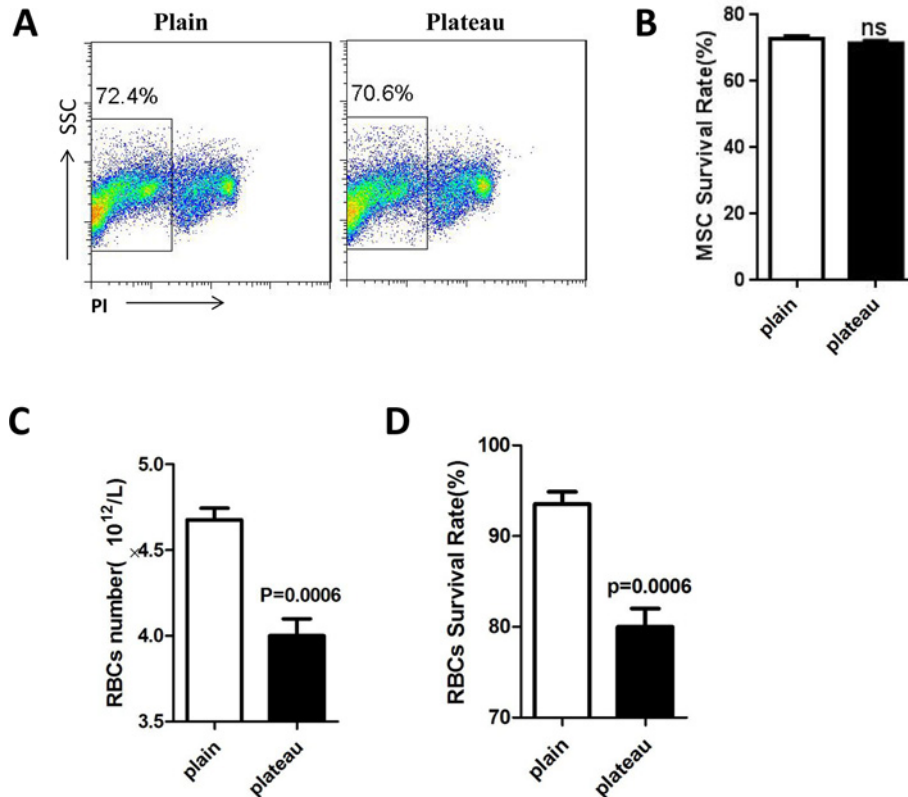 A
Plain
Plateau
72.4%
70.6%
SSC
PI
B
MSC Survival Rate(%)
80
60
40
20
0
ns
plain
plateau
C
RBCs number( 10¹²/L)
×
5.0
4.5
4.0
3.5
P=0.0006
plain
plateau
D
RBCs Survival Rate(%)
100
90
80
70
p=0.0006
plain
plateau